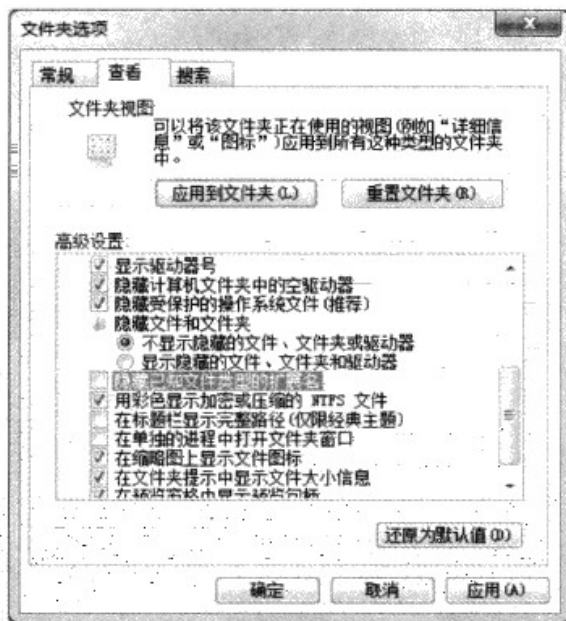 文件夹选项
常规 查看 搜索
文件夹视图
可以将该文件夹正在使用的视图(例如“详细信
息”或“图标”)应用到所有这种类型的文件夹
中。
应用到文件夹(L) 重置文件夹(R)
高级设置:
显示驱动器号
隐藏计算机文件夹中的空驱动器
隐藏受保护的操作系统文件(推荐)
隐藏文件和文件夹
不显示隐藏的文件、文件夹或驱动器
显示隐藏的文件、文件夹和驱动器
隐藏已知文件类型的扩展名
用彩色显示加密或压缩的 NTFS 文件
在标题栏显示完整路径(仅限经典主题)
在单独的进程中打开文件夹窗口
在缩略图上显示文件图标
在文件夹提示中显示文件大小信息
在预览窗格中显示预览句柄
还原为默认值(D)
确定 取消 应用(A)